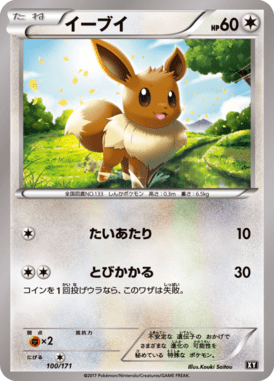 たね イーブイ HP60
全国図鑑NO.133 しんかポケモン 高さ：0.3m 重さ：6.5kg
たいあたり 10
とびかかる 30
コインを1回投げウラなら、このワザは失敗。
弱点 抵抗力
×2
にげる
不安定な 遺伝子の おかげで
さまざまな 進化の 可能性を
秘めている 特殊な ポケモン。
100/171
Illus.Kouki Saitou
XY
©2017 Pokémon/Nintendo/Creatures/GAME FREAK.